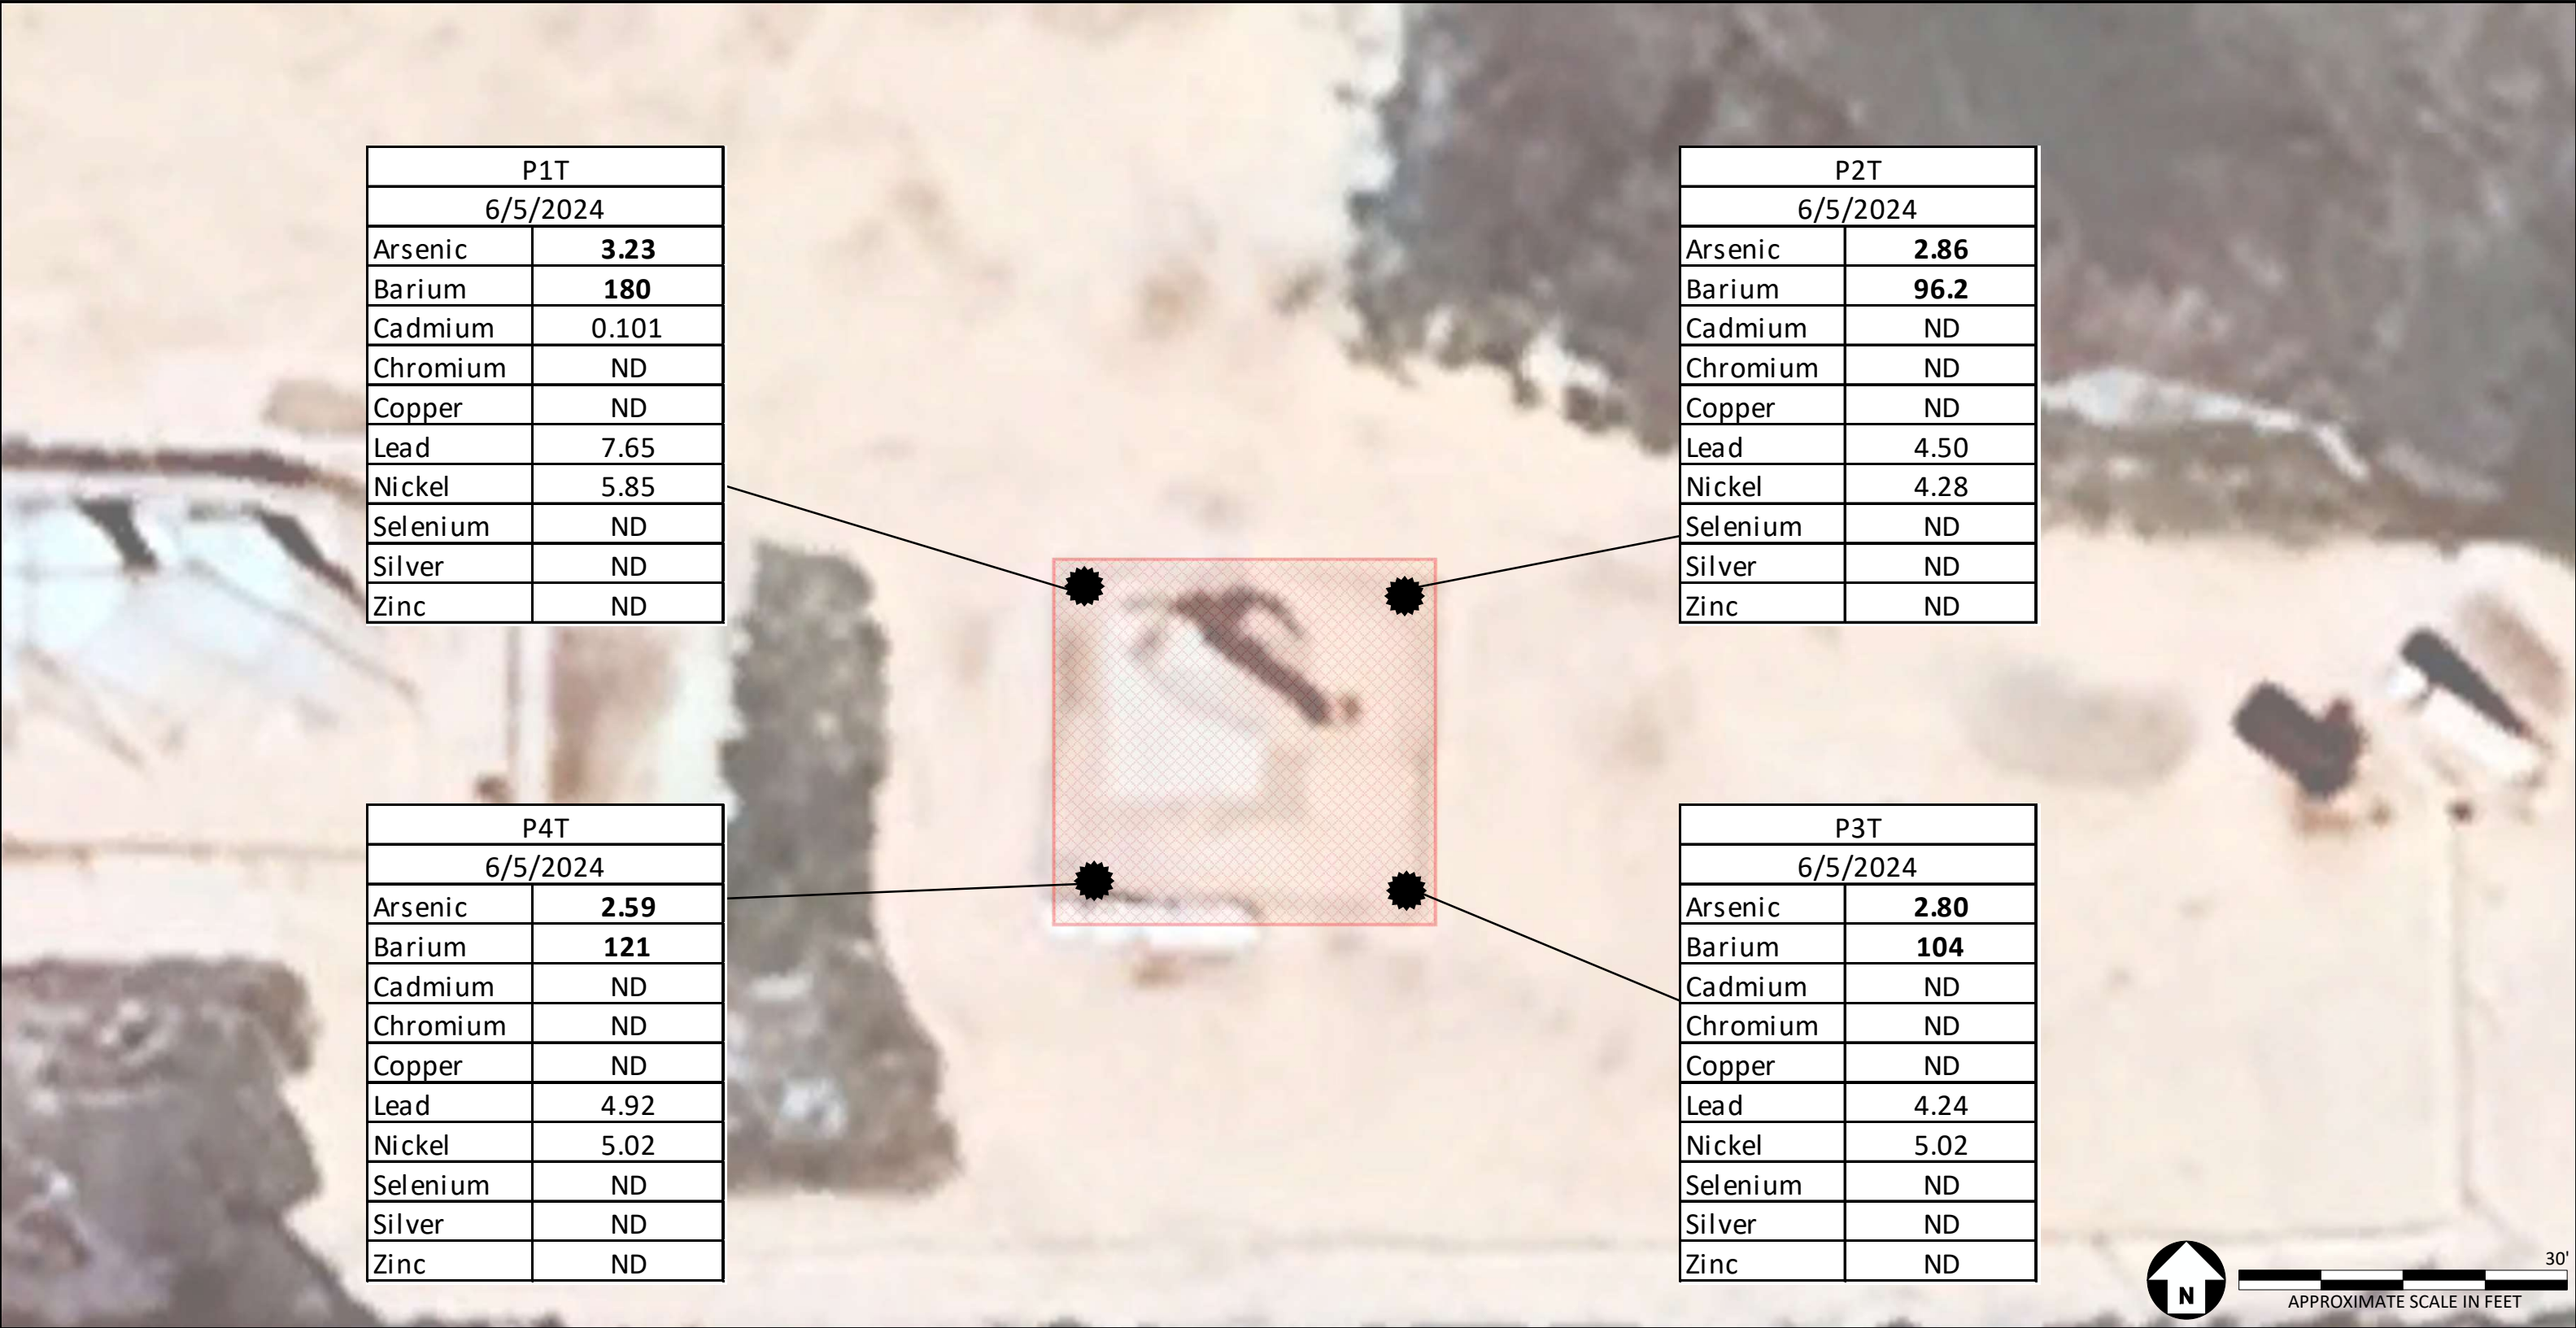 P1T
6/5/2024
Arsenic 3.23
Barium 180
Cadmium 0.101
Chromium ND
Copper ND
Lead 7.65
Nickel 5.85
Selenium ND
Silver ND
Zinc ND
P2T
6/5/2024
Arsenic 2.86
Barium 96.2
Cadmium ND
Chromium ND
Copper ND
Lead 4.50
Nickel 4.28
Selenium ND
Silver ND
Zinc ND
P4T
6/5/2024
Arsenic 2.59
Barium 121
Cadmium ND
Chromium ND
Copper ND
Lead 4.92
Nickel 5.02
Selenium ND
Silver ND
Zinc ND
P3T
6/5/2024
Arsenic 2.80
Barium 104
Cadmium ND
Chromium ND
Copper ND
Lead 4.24
Nickel 5.02
Selenium ND
Silver ND
Zinc ND
30'
N
APPROXIMATE SCALE IN FEET